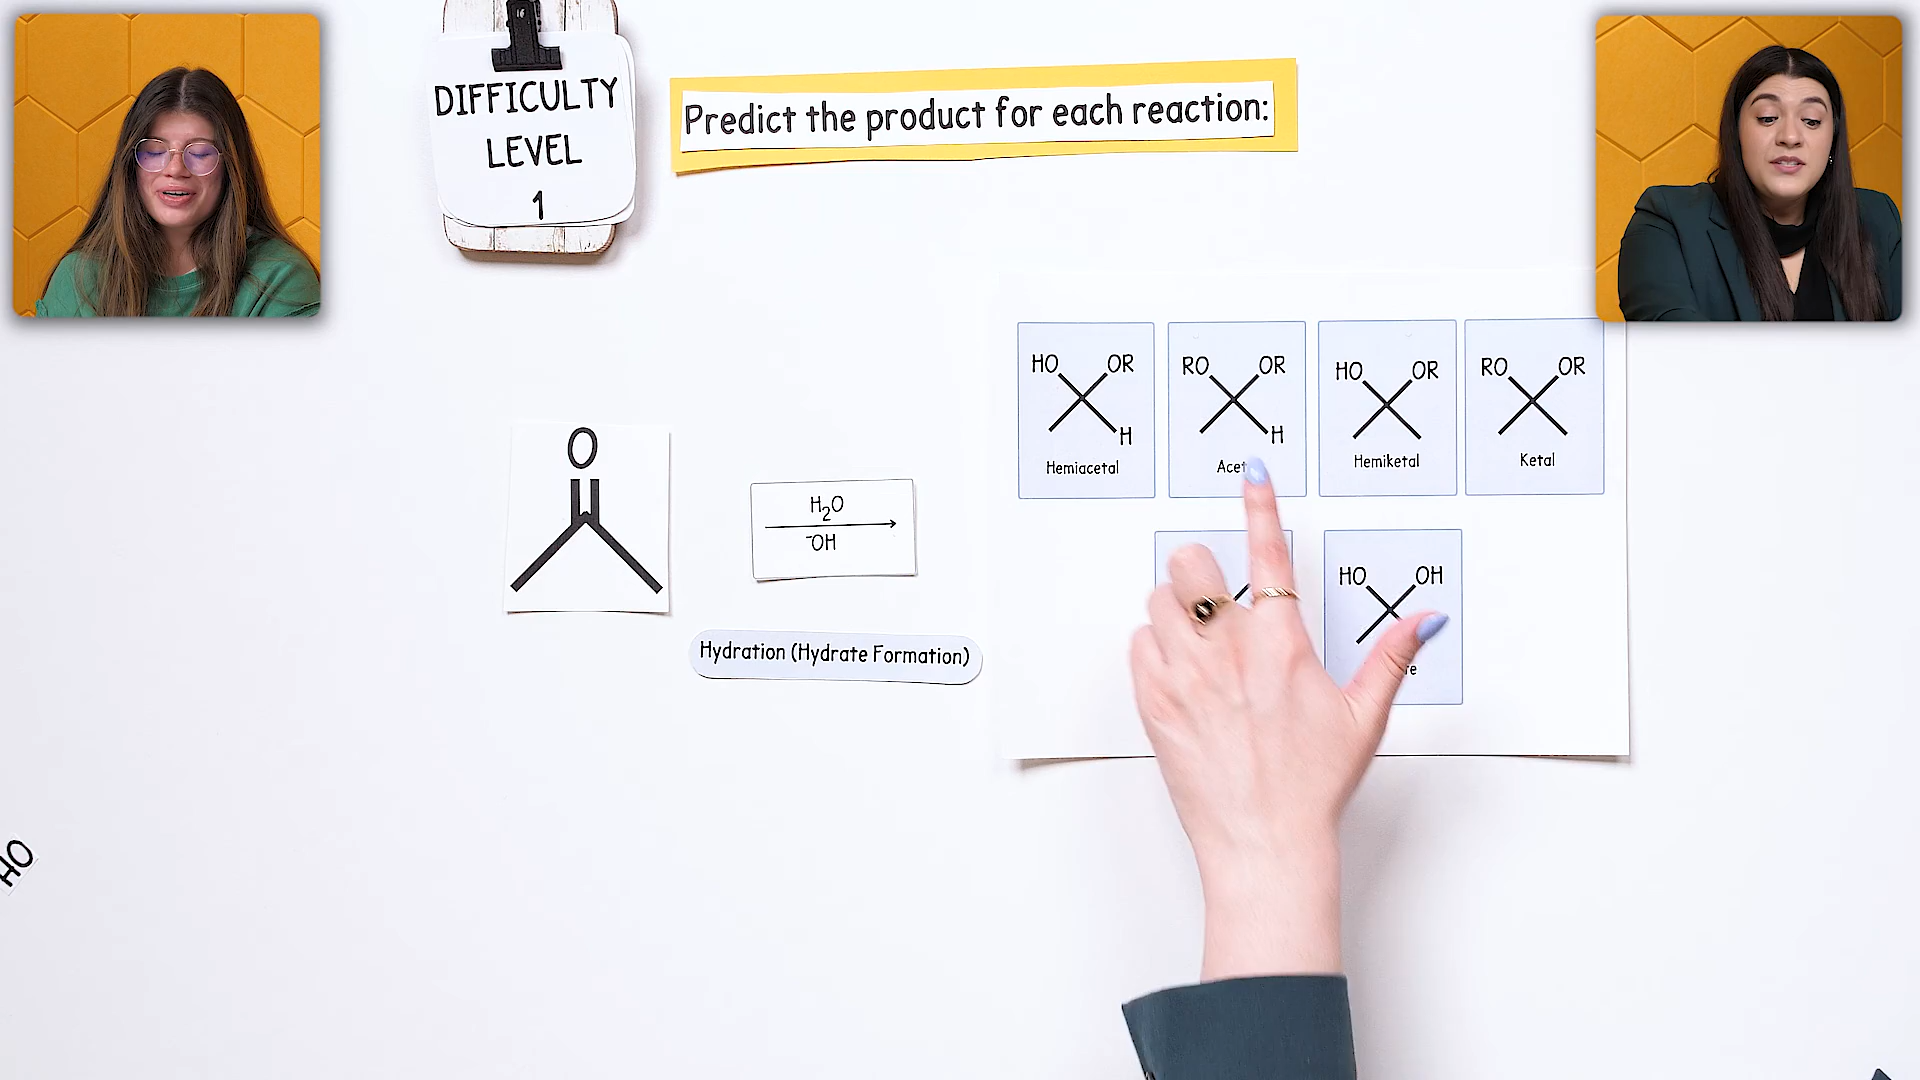 DIFFICULTY
LEVEL
1
Predict the product for each reaction:
O
H2O
-OH
Hydration (Hydrate Formation)
HO OR
H
Hemiacetal
RO OR
H
HO OR
Hemiketal
RO OR
Ketal
HO OH
HO